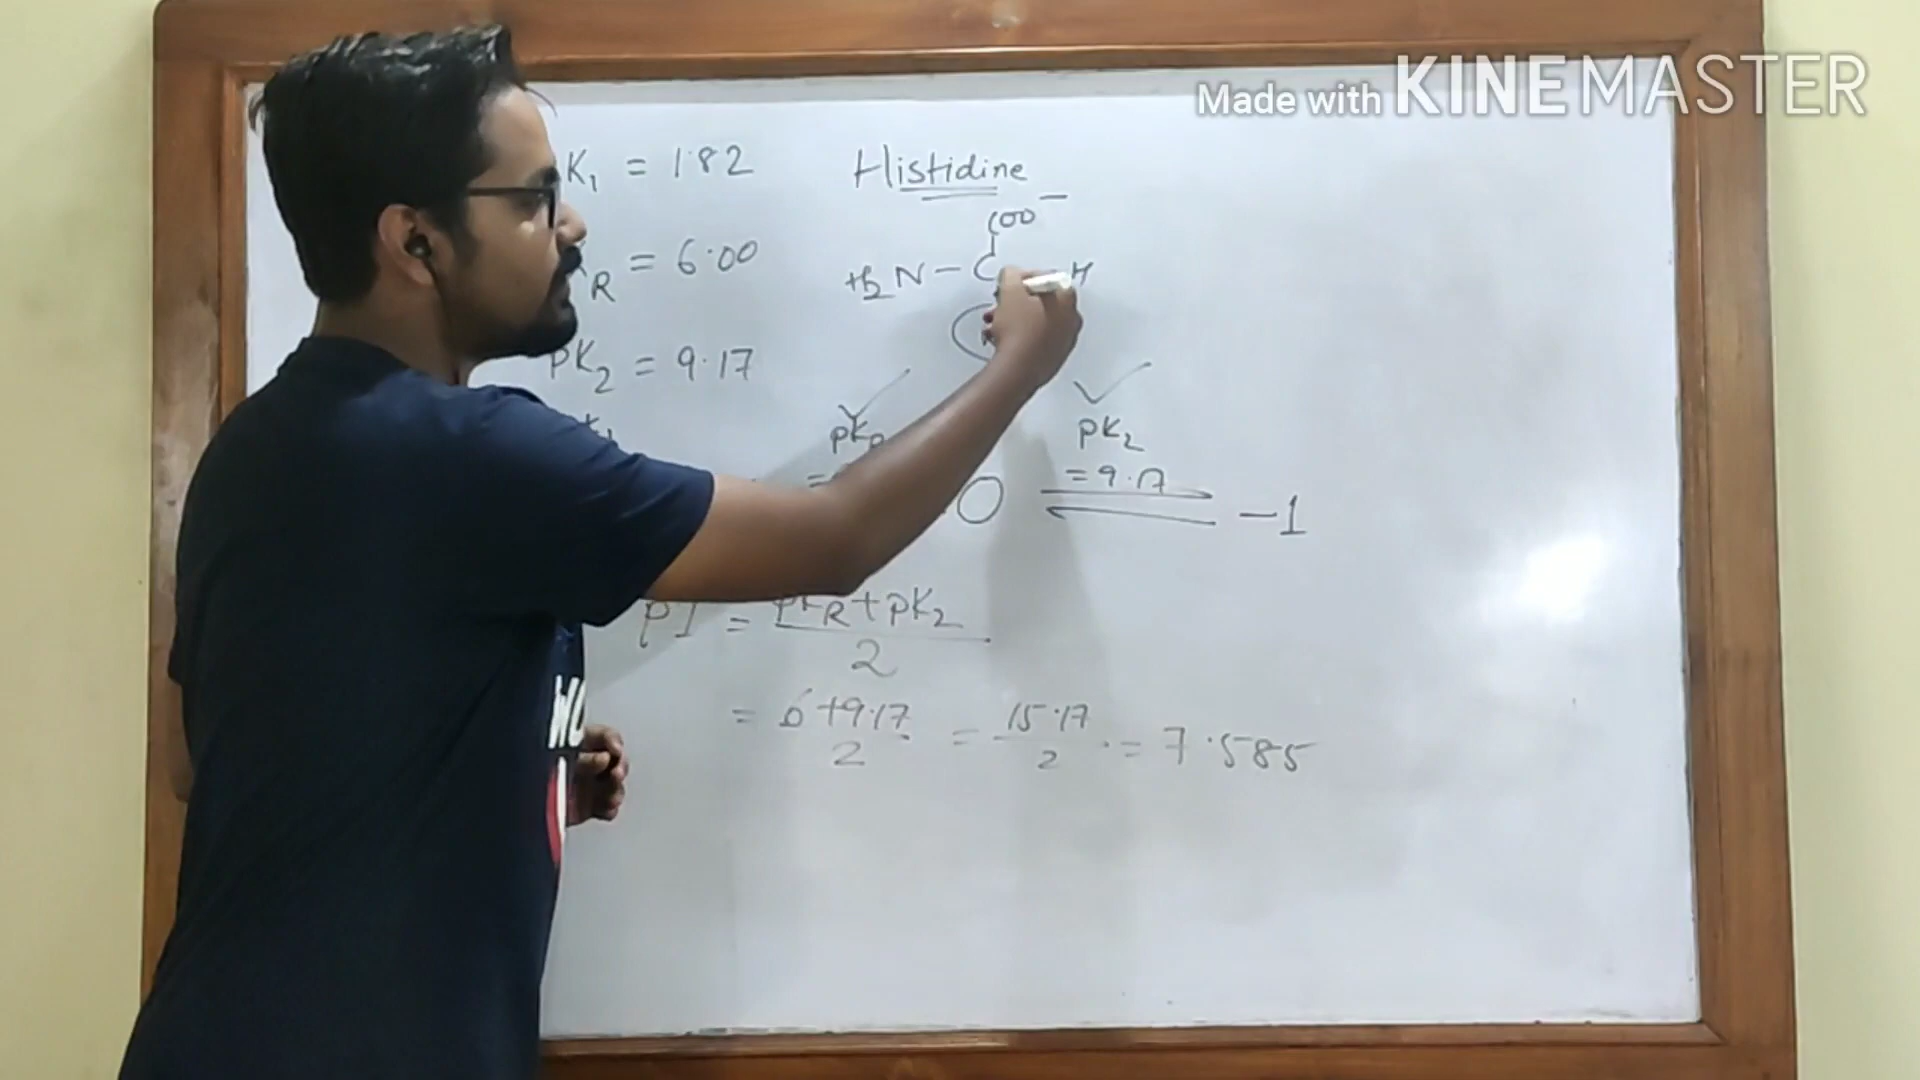 Made with KINEMASTER
K₁ = 1.82
Histidine
COO⁻
R = 6.00
H₂N - C
H
pK₂ = 9.17
pK₂
= 9.17
O
-1
pI = pKR + pK₂
2
= 6 + 9.17 = 15.17 = 7.585
2 2